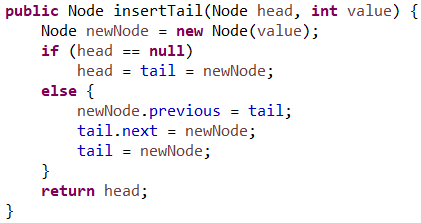 public Node insertTail(Node head, int value) {
    Node newNode = new Node(value);
    if (head == null)
        head = tail = newNode;
    else {
        newNode.previous = tail;
        tail.next = newNode;
        tail = newNode;
    }
    return head;
}